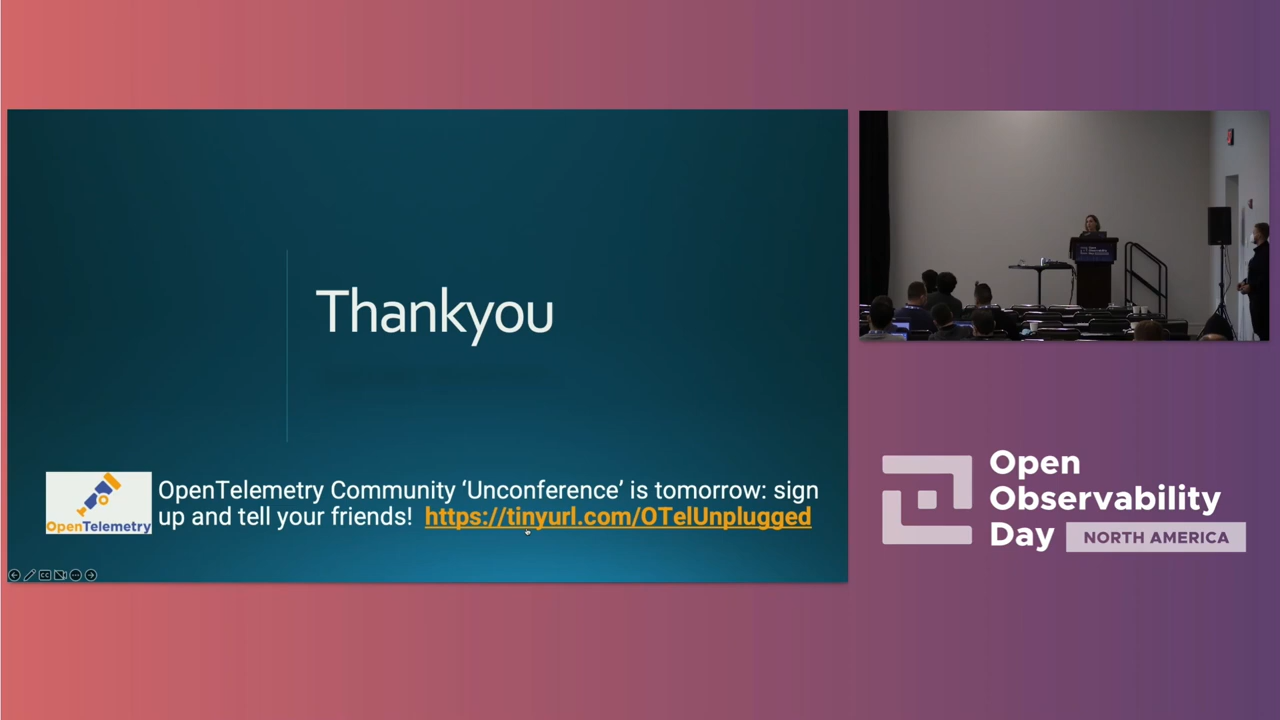 Thankyou
OpenTelemetry
OpenTelemetry Community ‘Unconference’ is tomorrow: sign
up and tell your friends! https://tinyurl.com/OTelUnplugged
Open
Observability
Day
NORTH AMERICA